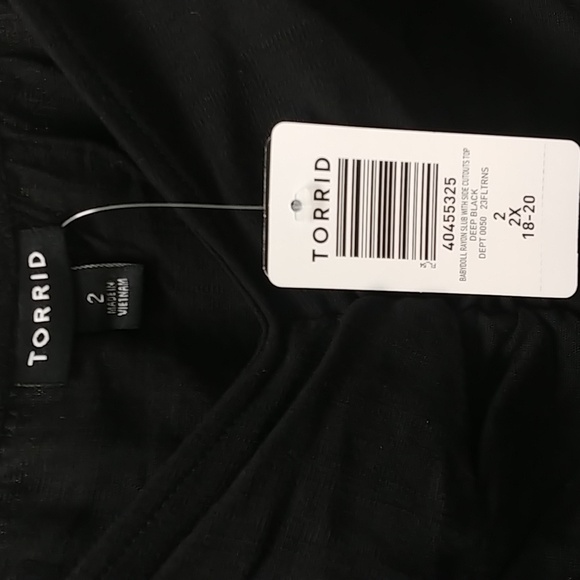 TORRID
2
MADE IN
VIETNAM
TORRID
40455325
BABYDOLL RAYON SLUB WITH SIDE CUTOUTS TOP
DEEP BLACK
DEPT 0050 23FLTRNS
2
2X
18-20